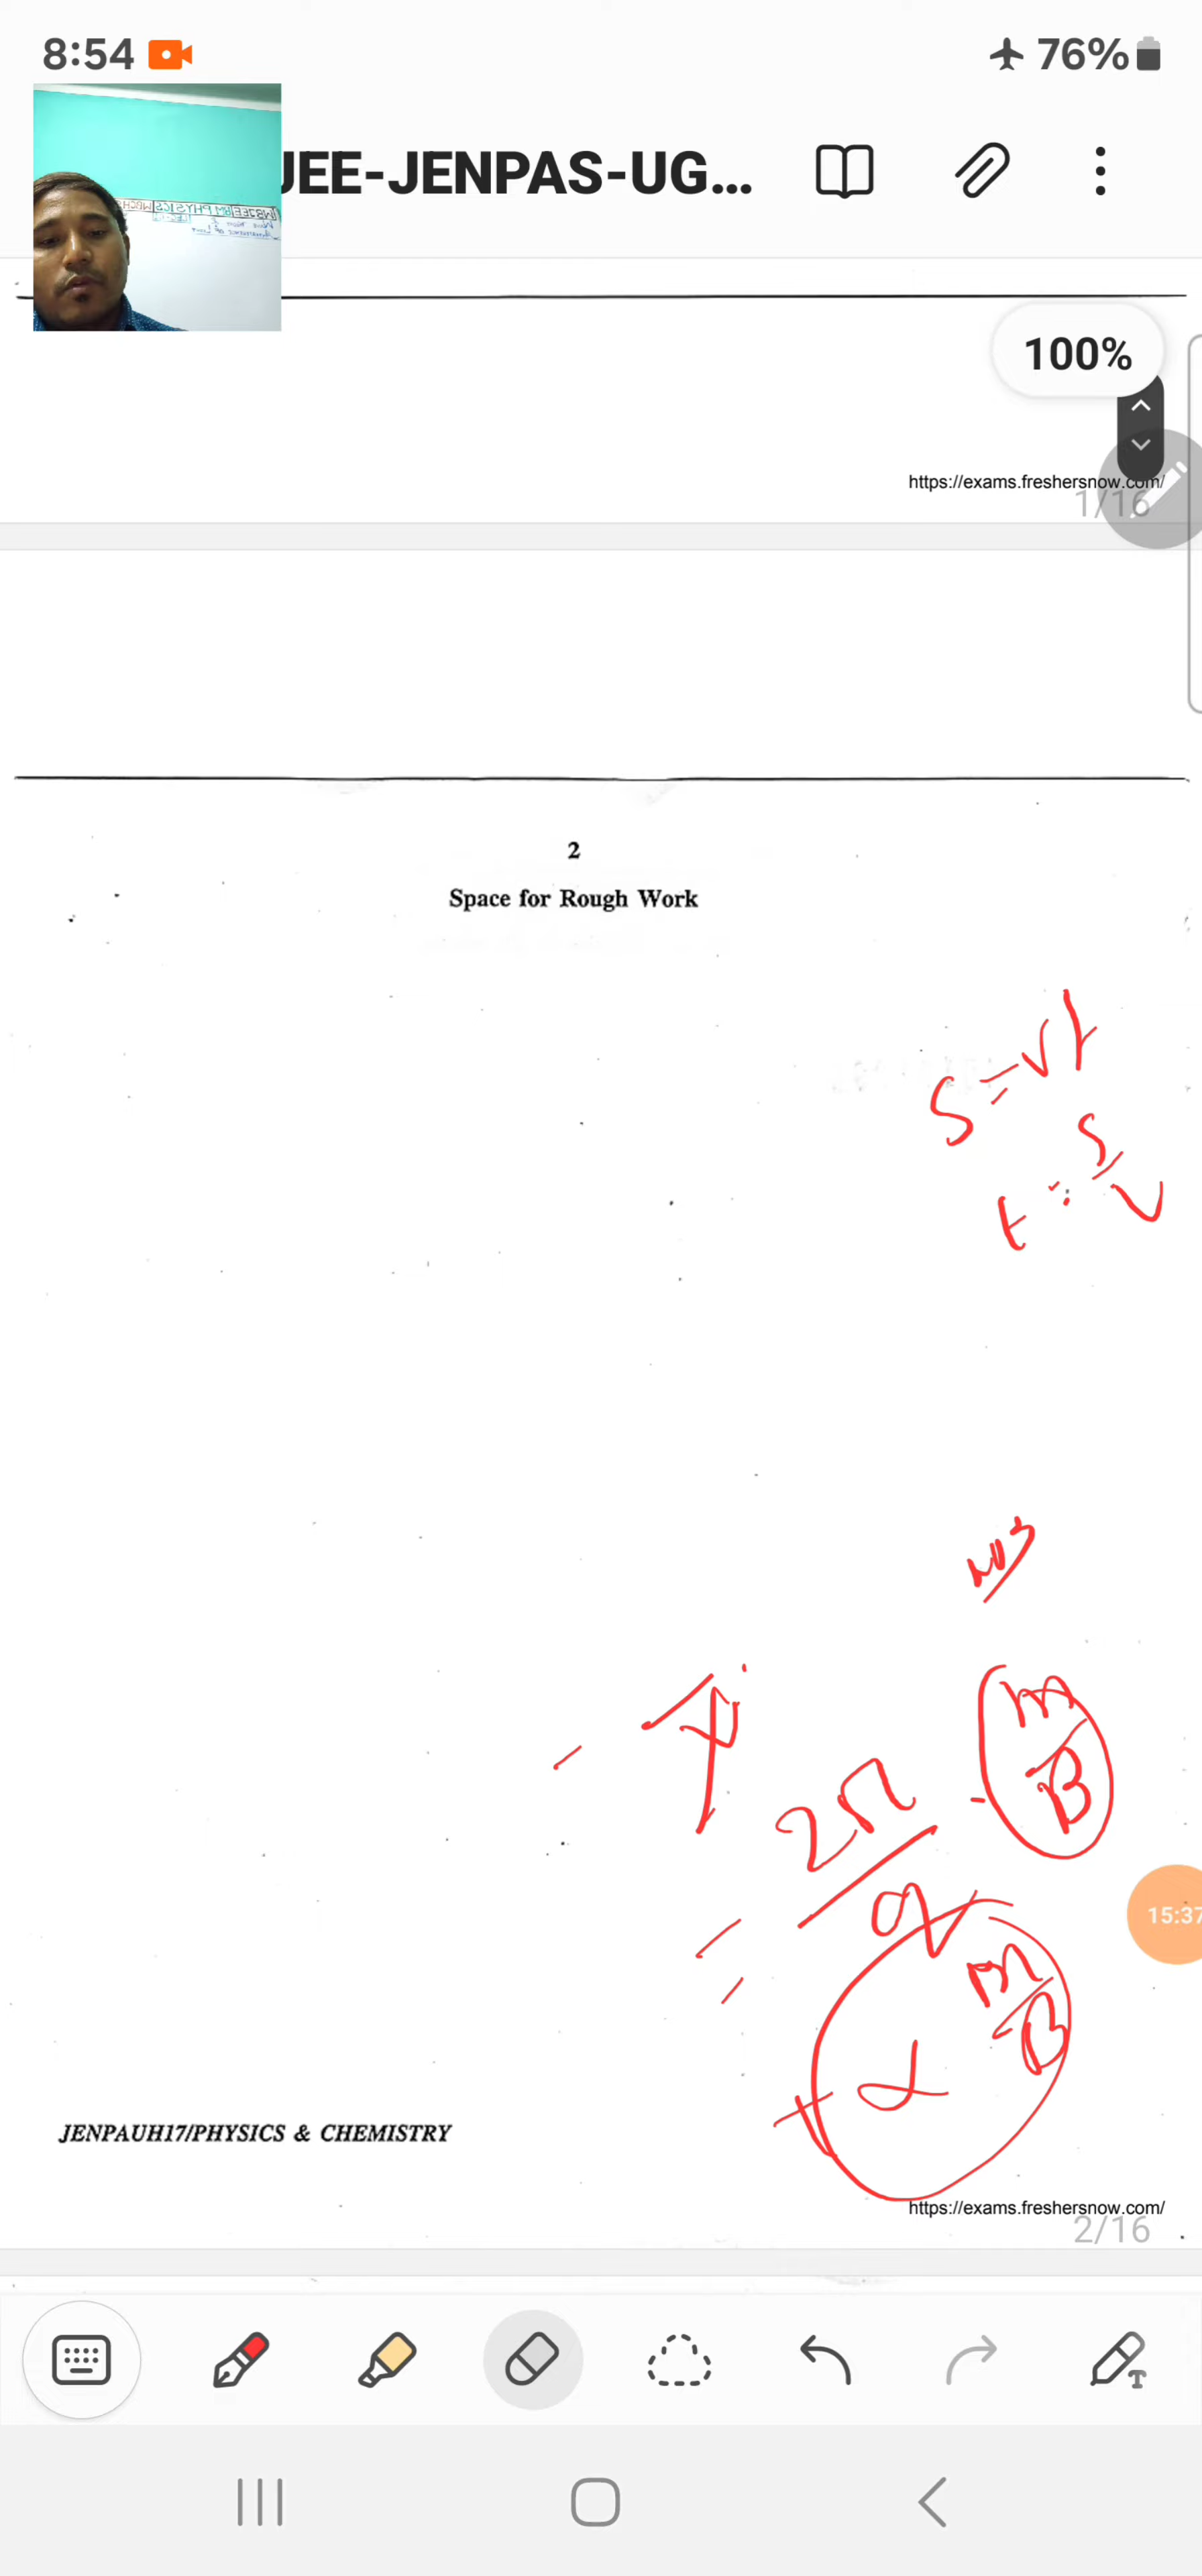 8:54
76%
JEE-JENPAS-UG...
100%
https://exams.freshersnow.com/
1/16
2
Space for Rough Work
S = vt
t = S/v
m/B
2π/q
=
α m/B
15:37
JENPAUH17/PHYSICS & CHEMISTRY
https://exams.freshersnow.com/
2/16
T